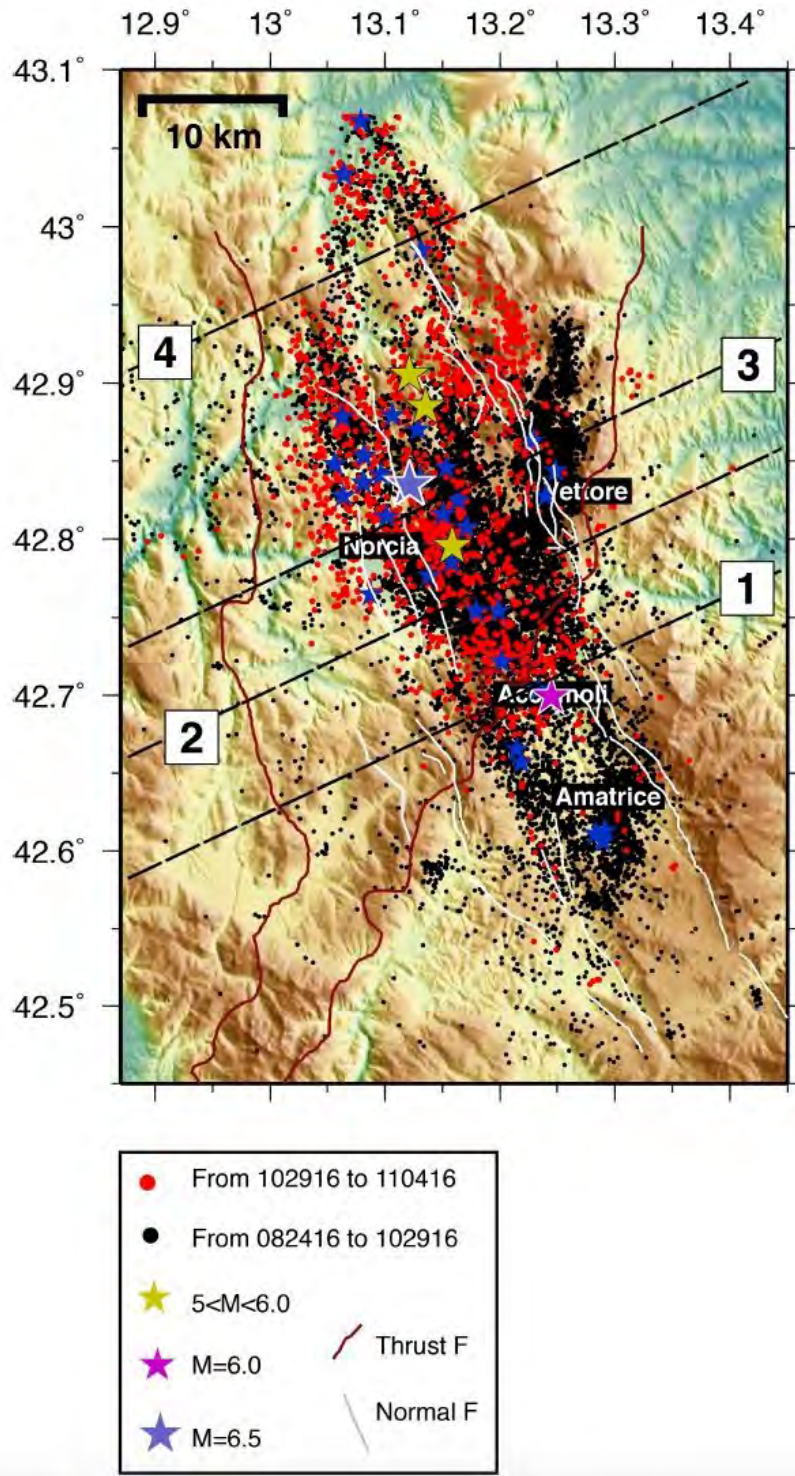 12.9° 13° 13.1° 13.2° 13.3° 13.4°
43.1°
10 km
43°
4
3
42.9°
ettore
42.8°
Norcia
1
42.7°
2
Amatrice
42.6°
42.5°
From 102916 to 110416
From 082416 to 102916
5<M<6.0
Thrust F
M=6.0
Normal F
M=6.5